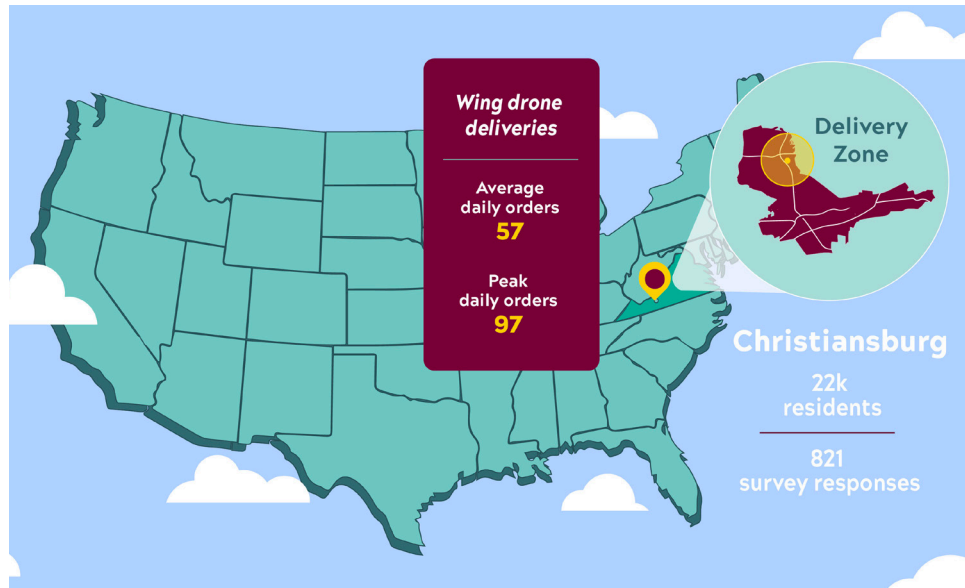 Wing drone
deliveries
Average
daily orders
57
Peak
daily orders
97
Delivery
Zone
Christiansburg
22k
residents
821
survey responses